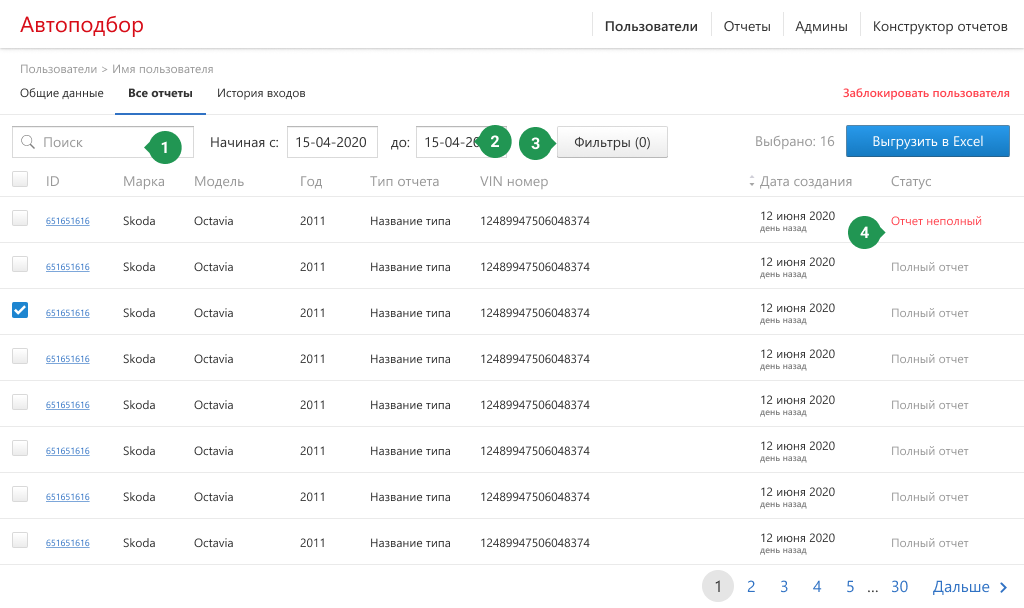 Автоподбор
Пользователи Отчеты Админы Конструктор отчетов
Пользователи > Имя пользователя
Общие данные Все отчеты История входов Заблокировать пользователя
Поиск 1 Начиная с: 15-04-2020 до: 15-04-20 2 3 Фильтры (0) Выбрано: 16 Выгрузить в Excel
ID Марка Модель Год Тип отчета VIN номер Дата создания Статус
651651616 Skoda Octavia 2011 Название типа 12489947506048374 12 июня 2020 Отчет неполный
день назад
4
651651616 Skoda Octavia 2011 Название типа 12489947506048374 12 июня 2020 Полный отчет
день назад
651651616 Skoda Octavia 2011 Название типа 12489947506048374 12 июня 2020 Полный отчет
день назад
651651616 Skoda Octavia 2011 Название типа 12489947506048374 12 июня 2020 Полный отчет
день назад
651651616 Skoda Octavia 2011 Название типа 12489947506048374 12 июня 2020 Полный отчет
день назад
651651616 Skoda Octavia 2011 Название типа 12489947506048374 12 июня 2020 Полный отчет
день назад
651651616 Skoda Octavia 2011 Название типа 12489947506048374 12 июня 2020 Полный отчет
день назад
651651616 Skoda Octavia 2011 Название типа 12489947506048374 12 июня 2020 Полный отчет
день назад
1 2 3 4 5 ... 30 Дальше